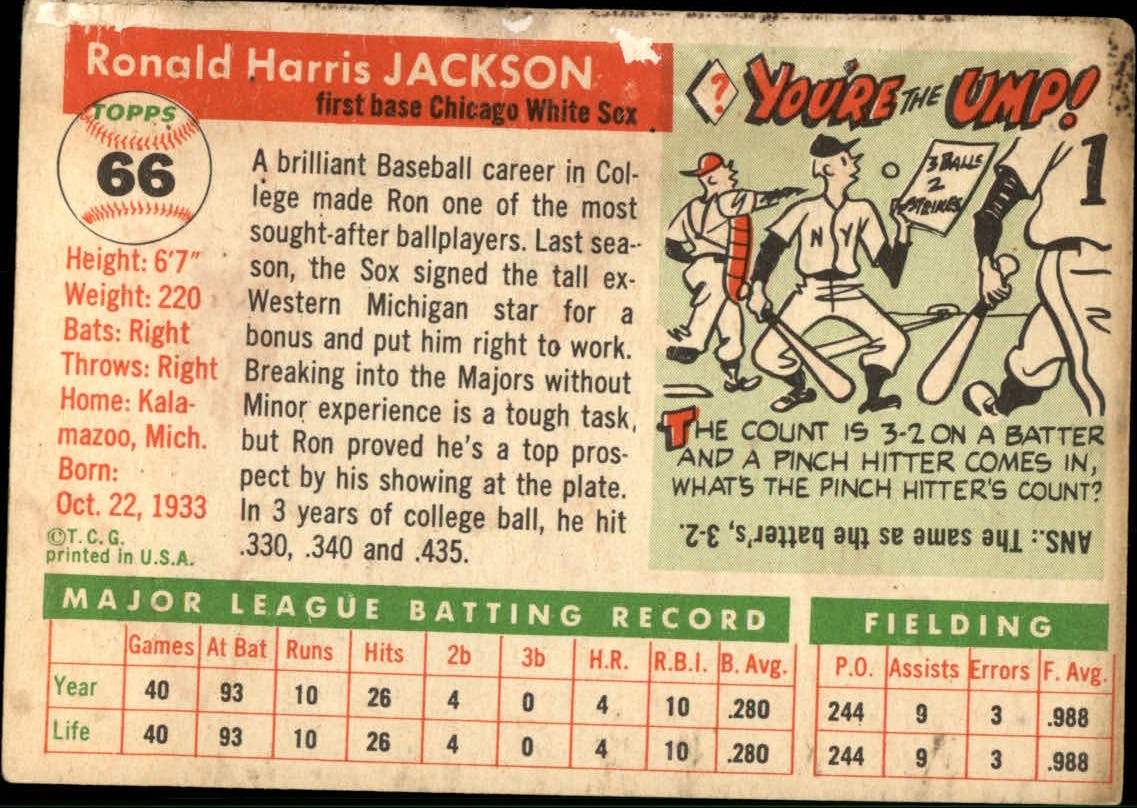 Ronald Harris JACKSON
first base Chicago White Sox
TOPPS
66
Height: 6'7"
Weight: 220
Bats: Right
Throws: Right
Home: Kala-
mazoo, Mich.
Born:
Oct. 22, 1933
©T. C. G.
printed in U.S.A.
A brilliant Baseball career in Col-
lege made Ron one of the most
sought-after ballplayers. Last sea-
son, the Sox signed the tall ex-
Western Michigan star for a
bonus and put him right to work.
Breaking into the Majors without
Minor experience is a tough task,
but Ron proved he's a top pros-
pect by his showing at the plate.
In 3 years of college ball, he hit
.330, .340 and .435.
? YOU'RE THE UMP!
3 BALLS
2
STRIKES
N Y
1
THE COUNT IS 3-2 ON A BATTER
AND A PINCH HITTER COMES IN,
WHAT'S THE PINCH HITTER'S COUNT?
ANS.: The same as the batter's, 3-2.
MAJOR LEAGUE BATTING RECORD
Games At Bat Runs Hits 2b 3b H.R. R.B.I. B. Avg.
Year 40 93 10 26 4 0 4 10 .280
Life 40 93 10 26 4 0 4 10 .280
FIELDING
P.O. Assists Errors F. Avg.
244 9 3 .988
244 9 3 .988